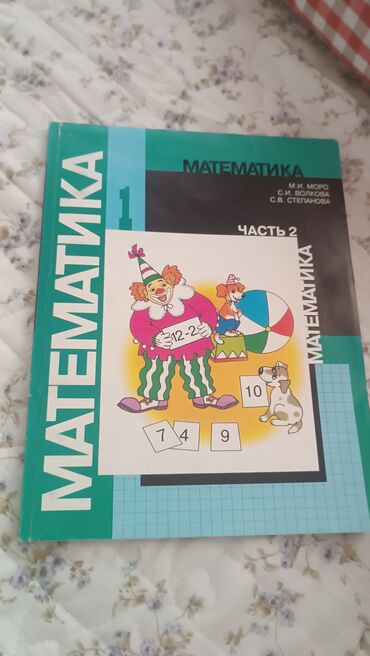 МАТЕМАТИКА
1
МАТЕМАТИКА
М.И. МОРО
С.И. ВОЛКОВА
С.В. СТЕПАНОВА
ЧАСТЬ 2
МАТЕМАТИКА
12-2
10
7 4 9